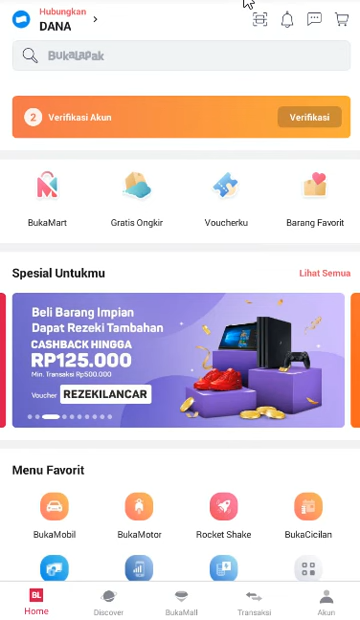 Hubungkan
DANA
Bukalapak
2 Verifikasi Akun Verifikasi
BukaMart Gratis Ongkir Voucherku Barang Favorit
Spesial Untukmu Lihat Semua
Beli Barang Impian
Dapat Rezeki Tambahan
CASHBACK HINGGA
RP125.000
Min. Transaksi Rp500.000
Voucher REZEKILANCAR
Menu Favorit
BukaMobil BukaMotor Rocket Shake BukaCicilan
BL
Home Discover BukaMall Transaksi Akun